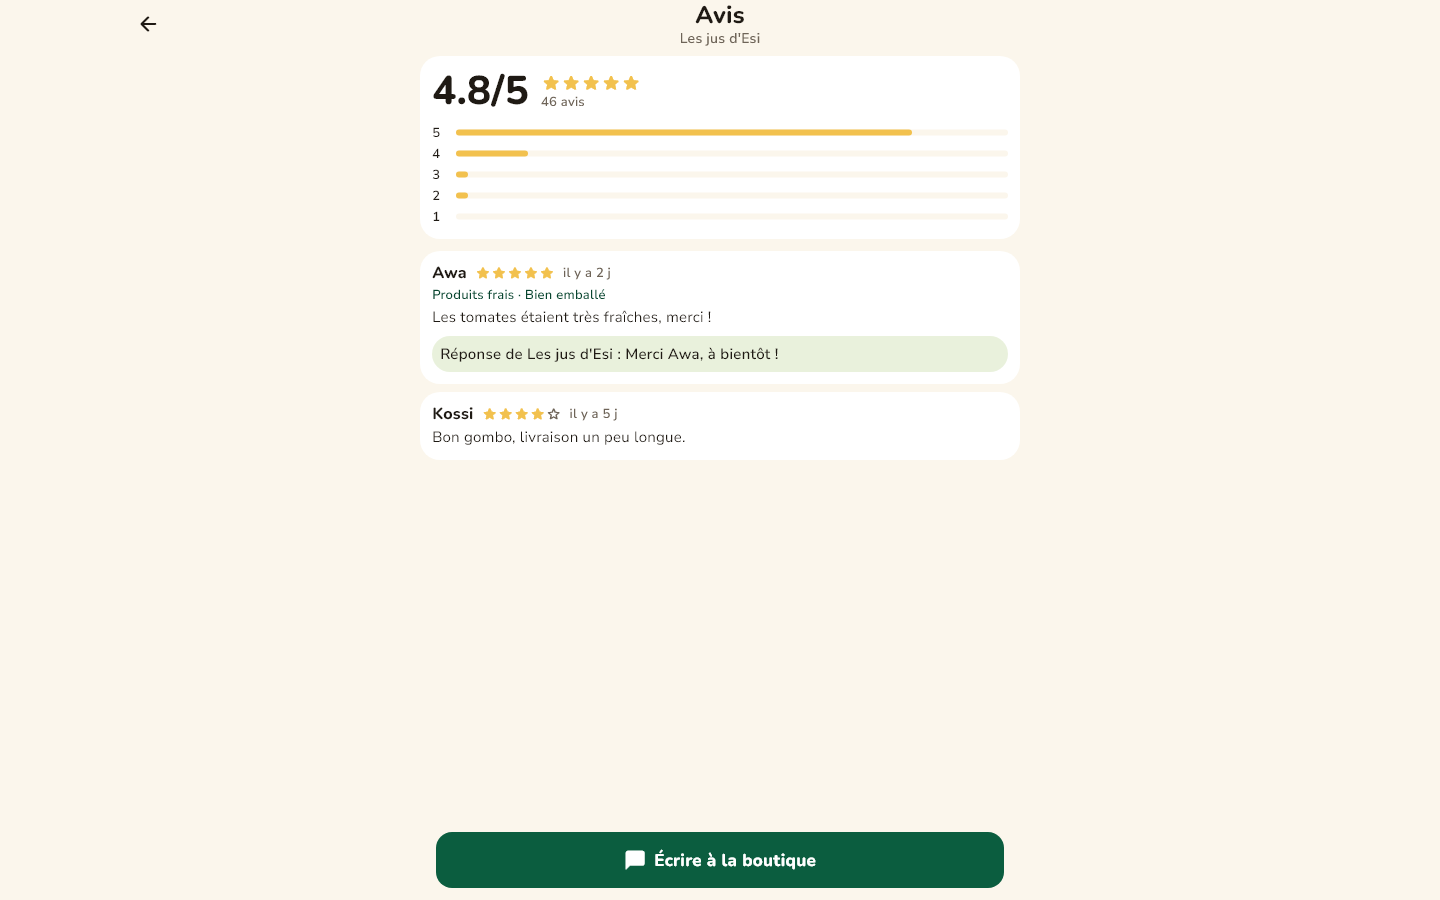 Avis
Les jus d'Esi
4.8/5
46 avis
5
4
3
2
1
Awa il y a 2 j
Produits frais · Bien emballé
Les tomates étaient très fraîches, merci !
Réponse de Les jus d'Esi : Merci Awa, à bientôt !
Kossi il y a 5 j
Bon gombo, livraison un peu longue.
Écrire à la boutique